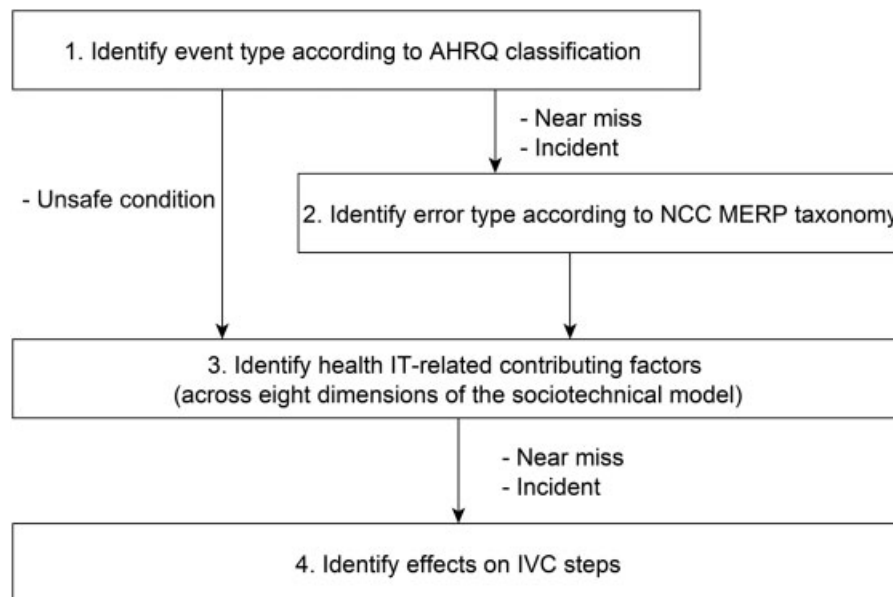 1. Identify event type according to AHRQ classification
- Near miss
- Incident
- Unsafe condition
2. Identify error type according to NCC MERP taxonomy
3. Identify health IT-related contributing factors
(across eight dimensions of the sociotechnical model)
- Near miss
- Incident
4. Identify effects on IVC steps